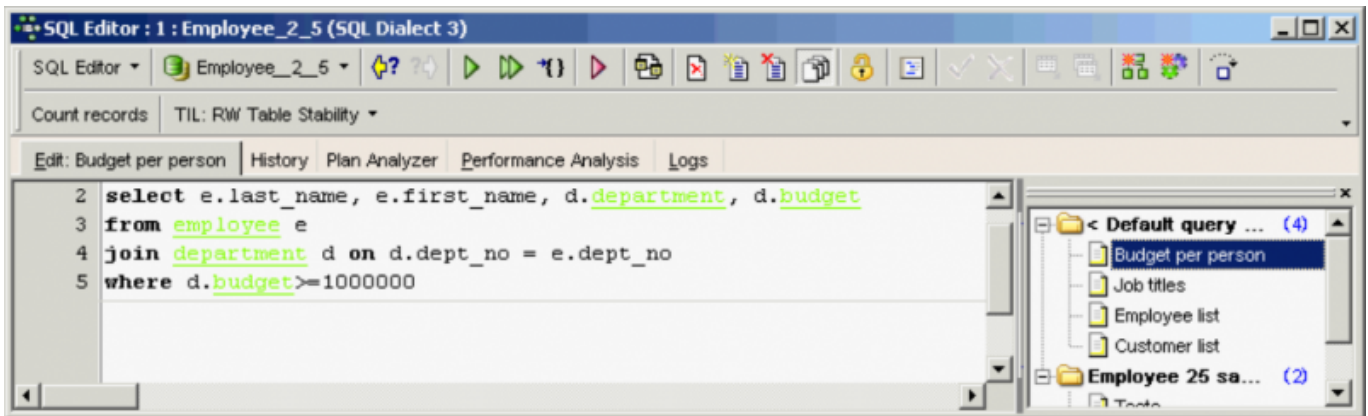 SQL Editor : 1 : Employee_2_5 (SQL Dialect 3)
SQL Editor Employee__2__5
Count records TIL: RW Table Stability
Edit: Budget per person History Plan Analyzer Performance Analysis Logs
2 select e.last_name, e.first_name, d.department, d.budget
3 from employee e
4 join department d on d.dept_no = e.dept_no
5 where d.budget>=1000000
< Default query ... (4)
Budget per person
Job titles
Employee list
Customer list
Employee 25 sa... (2)